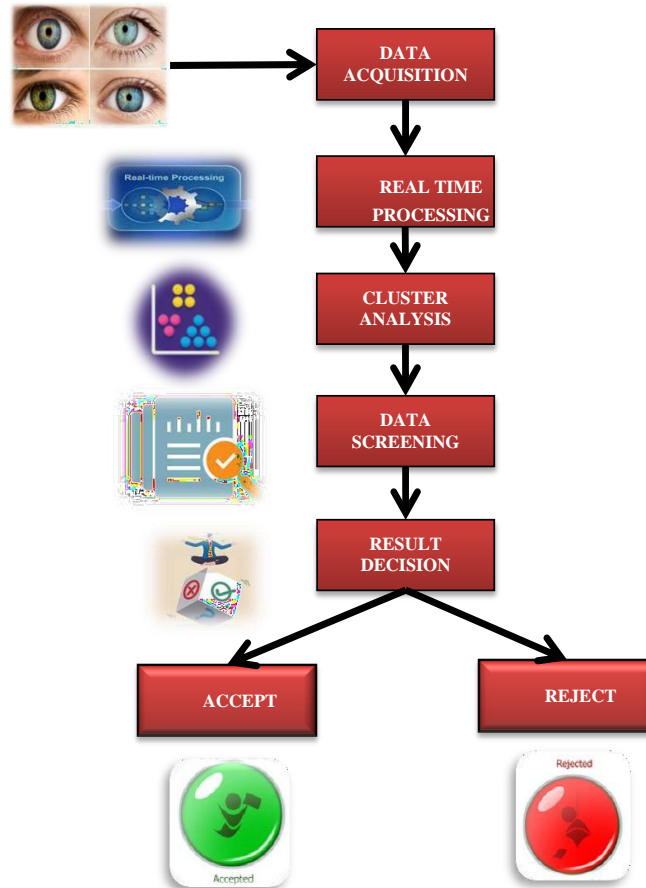 DATA
ACQUISITION
Real-time Processing
REAL TIME
PROCESSING
CLUSTER
ANALYSIS
DATA
SCREENING
RESULT
DECISION
ACCEPT
REJECT
Accepted
Rejected